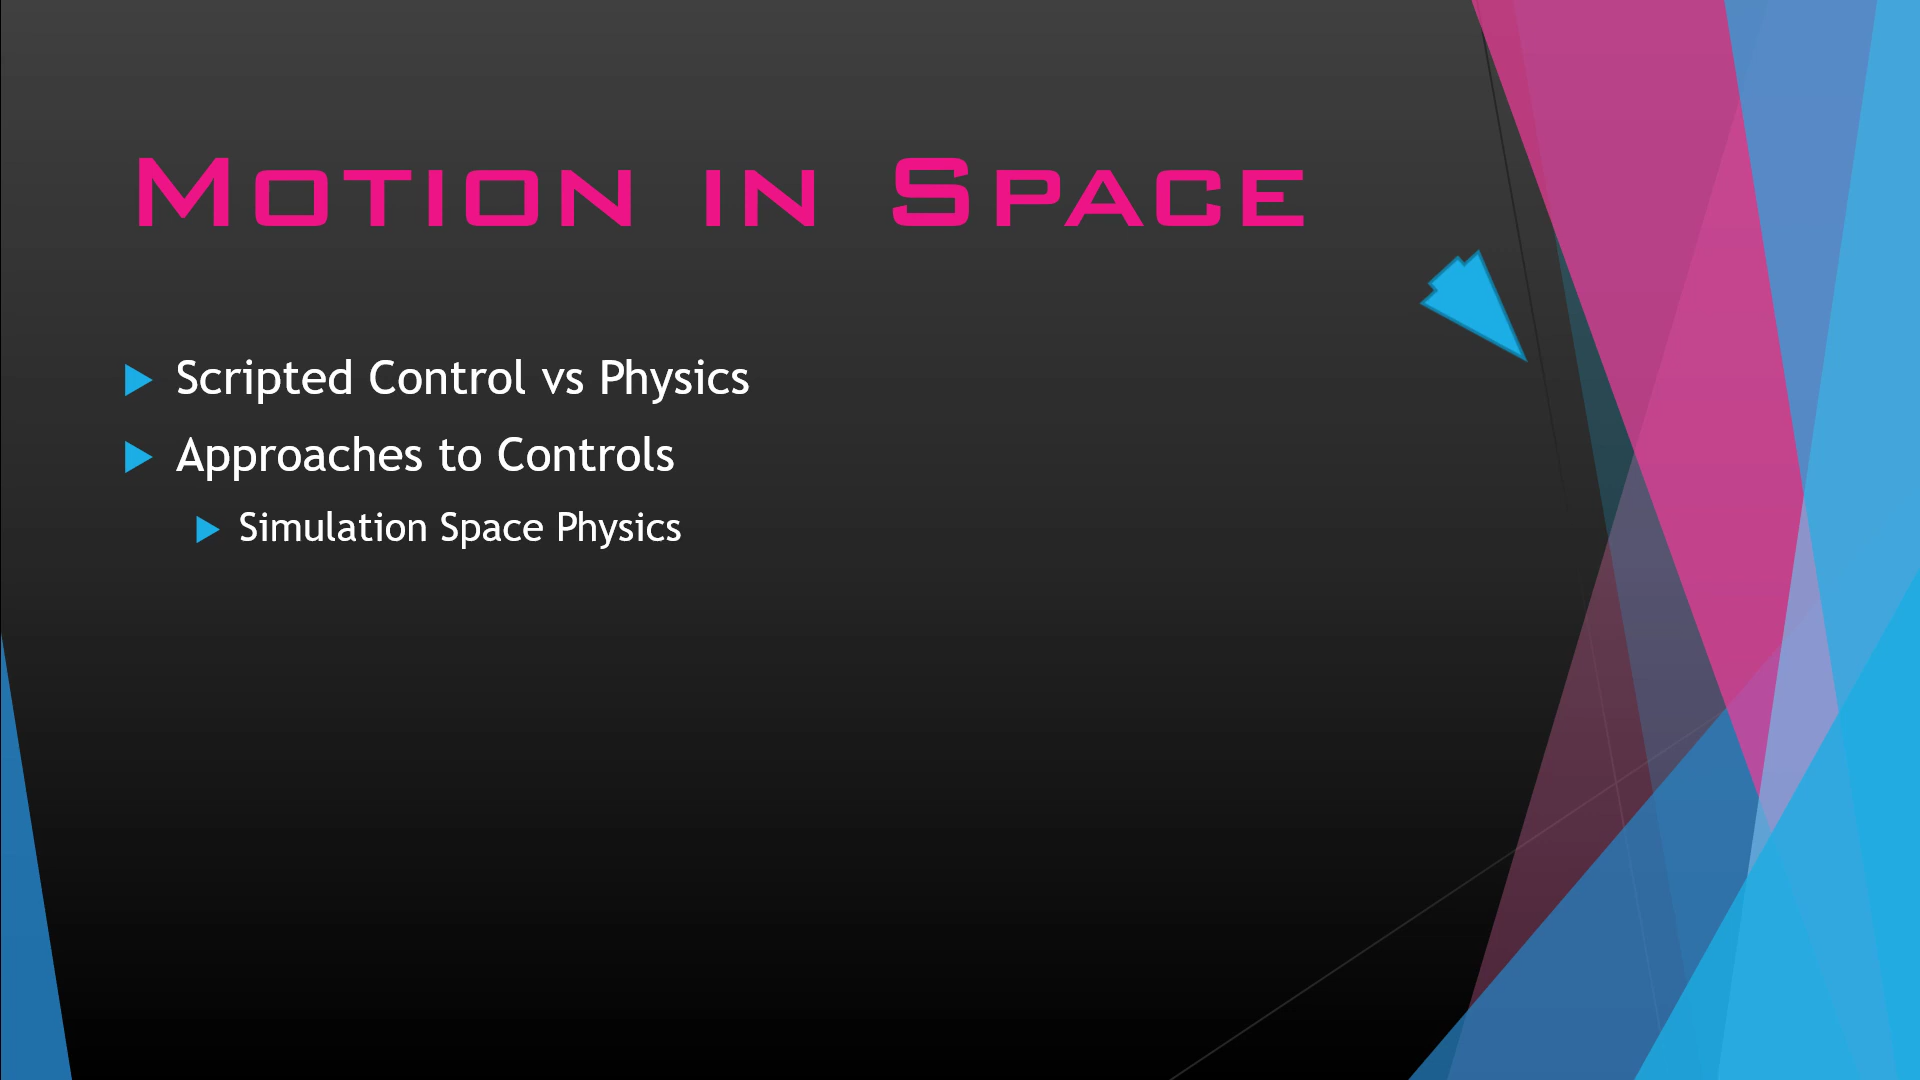 Motion in Space
Scripted Control vs Physics
Approaches to Controls
Simulation Space Physics